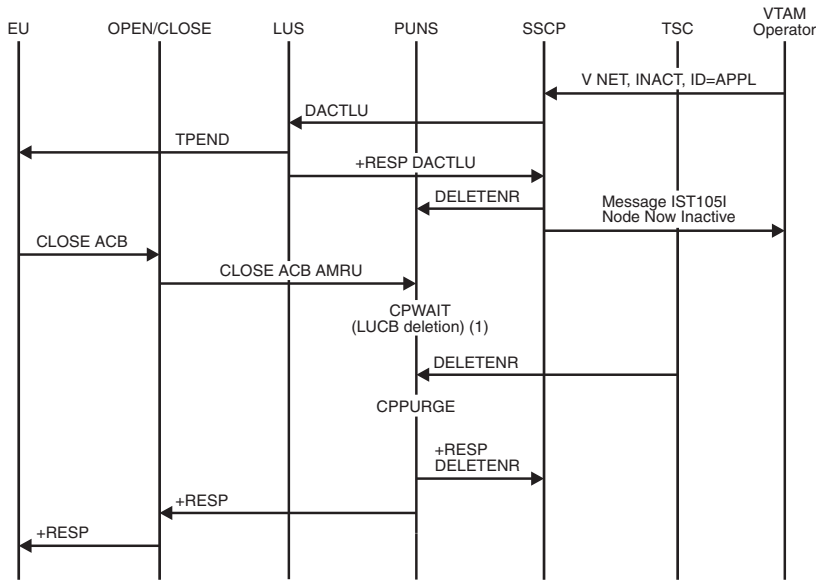 EU
OPEN/CLOSE
LUS
PUNS
SSCP
TSC
VTAM
Operator
V NET, INACT, ID=APPL
DACTLU
TPEND
+RESP DACTLU
DELETENR
Message IST105I
Node Now Inactive
CLOSE ACB
CLOSE ACB AMRU
CPWAIT
(LUCB deletion) (1)
DELETENR
CPPURGE
+RESP
DELETENR
+RESP
+RESP